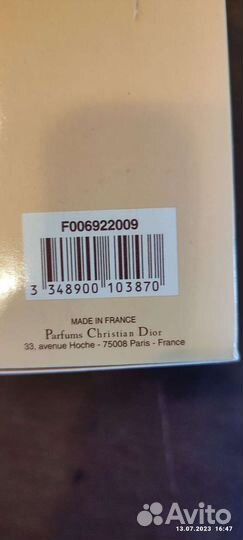 F006922009
3 348900 103870
MADE IN FRANCE
Parfums Christian Dior
33, avenue Hoche - 75008 Paris - France
Avito
13.07.2023 16:47